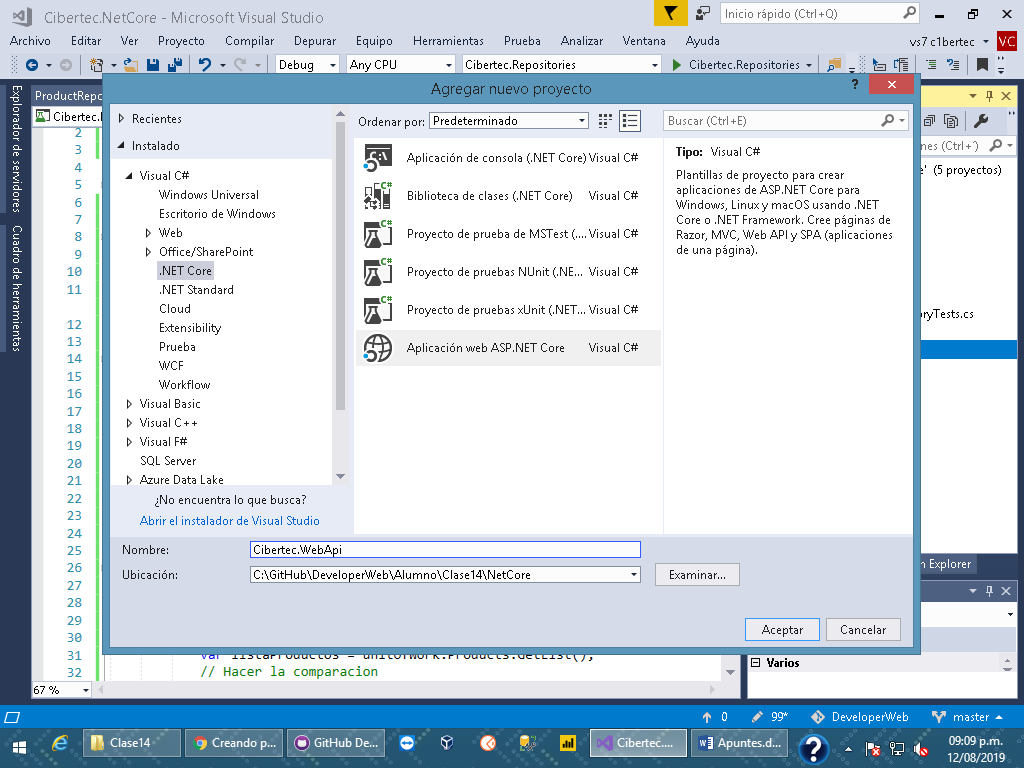 Cibertec.NetCore - Microsoft Visual Studio
Inicio rápido (Ctrl+Q)
Archivo Editar Ver Proyecto Compilar Depurar Equipo Herramientas Prueba Analizar Ventana Ayuda
vs7 c1bertec VC
Debug Any CPU Cibertec.Repositories Cibertec.Repositories
Explorador de servidores
Cuadro de herramientas
ProductRepo
Cibertec.
Agregar nuevo proyecto
?
Recientes
Instalado
Visual C#
Windows Universal
Escritorio de Windows
Web
Office/SharePoint
.NET Core
.NET Standard
Cloud
Extensibility
Prueba
WCF
Workflow
Visual Basic
Visual C++
Visual F#
SQL Server
Azure Data Lake
¿No encuentra lo que busca?
Abrir el instalador de Visual Studio
Ordenar por: Predeterminado
Aplicación de consola (.NET Core) Visual C#
Biblioteca de clases (.NET Core) Visual C#
Proyecto de prueba de MSTest (.... Visual C#
Proyecto de pruebas NUnit (.NE... Visual C#
Proyecto de pruebas xUnit (.NET... Visual C#
Aplicación web ASP.NET Core Visual C#
Buscar (Ctrl+E)
Tipo: Visual C#
Plantillas de proyecto para crear
aplicaciones de ASP.NET Core para
Windows, Linux y macOS usando .NET
Core o .NET Framework. Cree páginas de
Razor, MVC, Web API y SPA (aplicaciones
de una página).
Nombre: Cibertec.WebApi
Ubicación: C:\GitHub\DeveloperWeb\Alumno\Clase14\NetCore
Examinar...
Aceptar Cancelar
nes (Ctrl+')
e' (5 proyectos)
ryTests.cs
n Explorer
Varios
2
3
4
5
6
7
8
9
10
11
12
13
14
15
16
17
18
19
20
21
22
23
24
25
26
27
28
29
30
31 var listaProductos = unitOfWork.Products.GetList();
32 // Hacer la comparacion
67 %
0 99* DeveloperWeb master
Clase14 Creando p... GitHub De... Cibertec.... Apuntes.d... ?
09:09 p.m.
12/08/2019